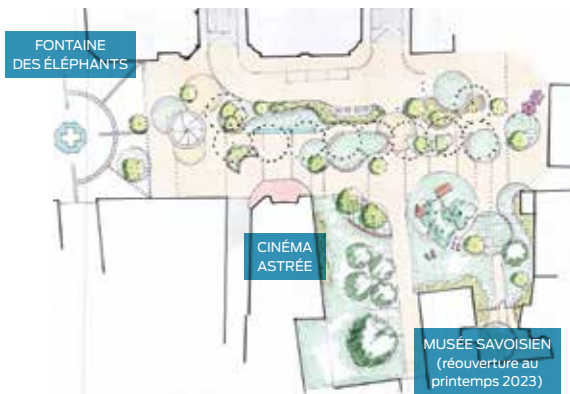 FONTAINE
DES ÉLÉPHANTS
CINÉMA
ASTRÉE
MUSÉE SAVOISIEN
(réouverture au
printemps 2023)